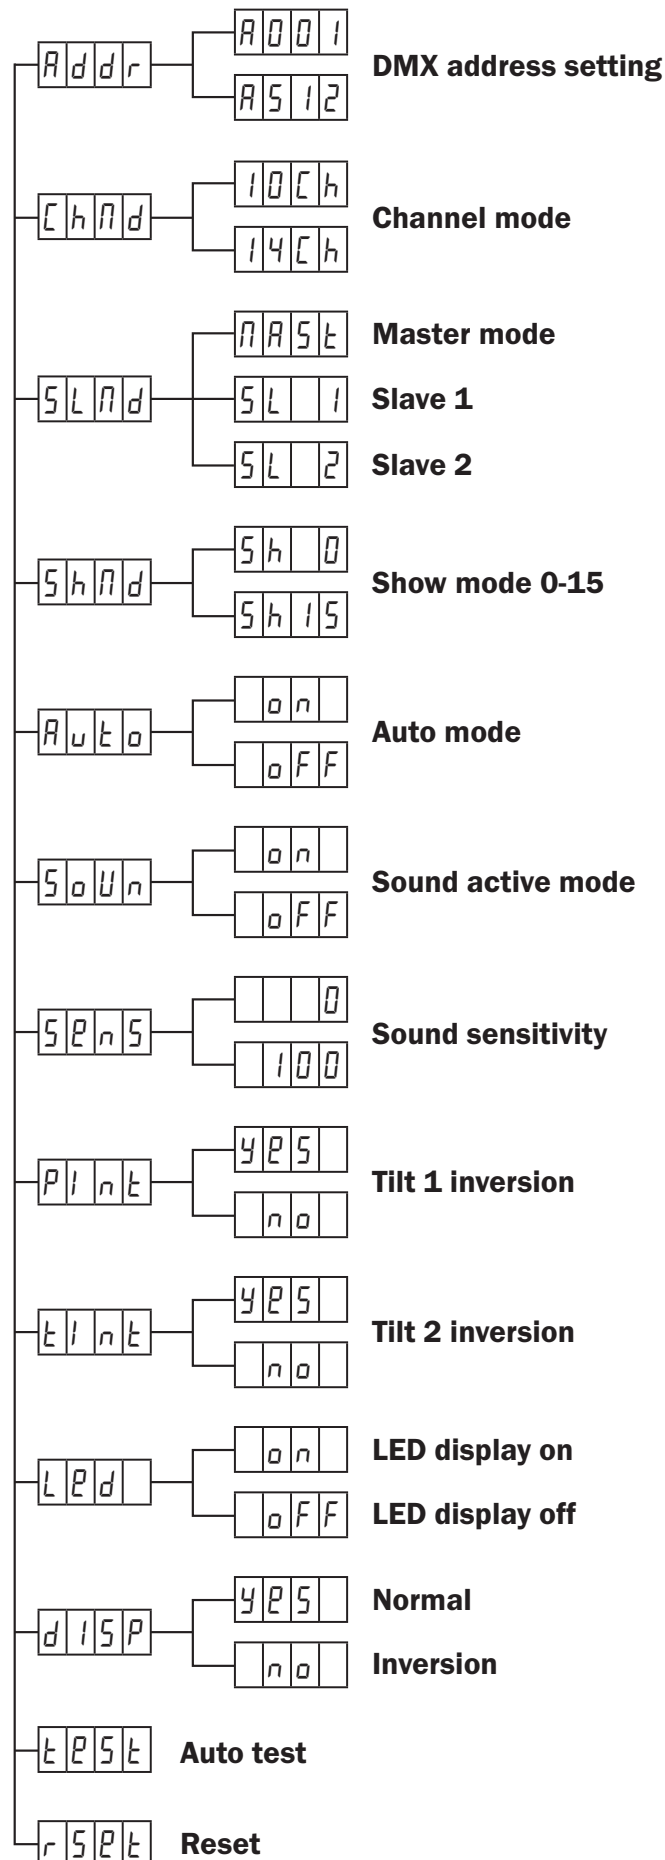 A001
Addr DMX address setting
A512
10Ch
ChMd Channel mode
14Ch
MASt Master mode
SLMd SL 1 Slave 1
SL 2 Slave 2
Sh 0
ShMd Show mode 0-15
Sh15
on
Auto Auto mode
oFF
on
SoUn Sound active mode
oFF
0
SenS Sound sensitivity
100
yeS
PInt Tilt 1 inversion
no
yeS
tInt Tilt 2 inversion
no
on LED display on
Led
oFF LED display off
yeS Normal
dISP
no Inversion
teSt Auto test
rSet Reset